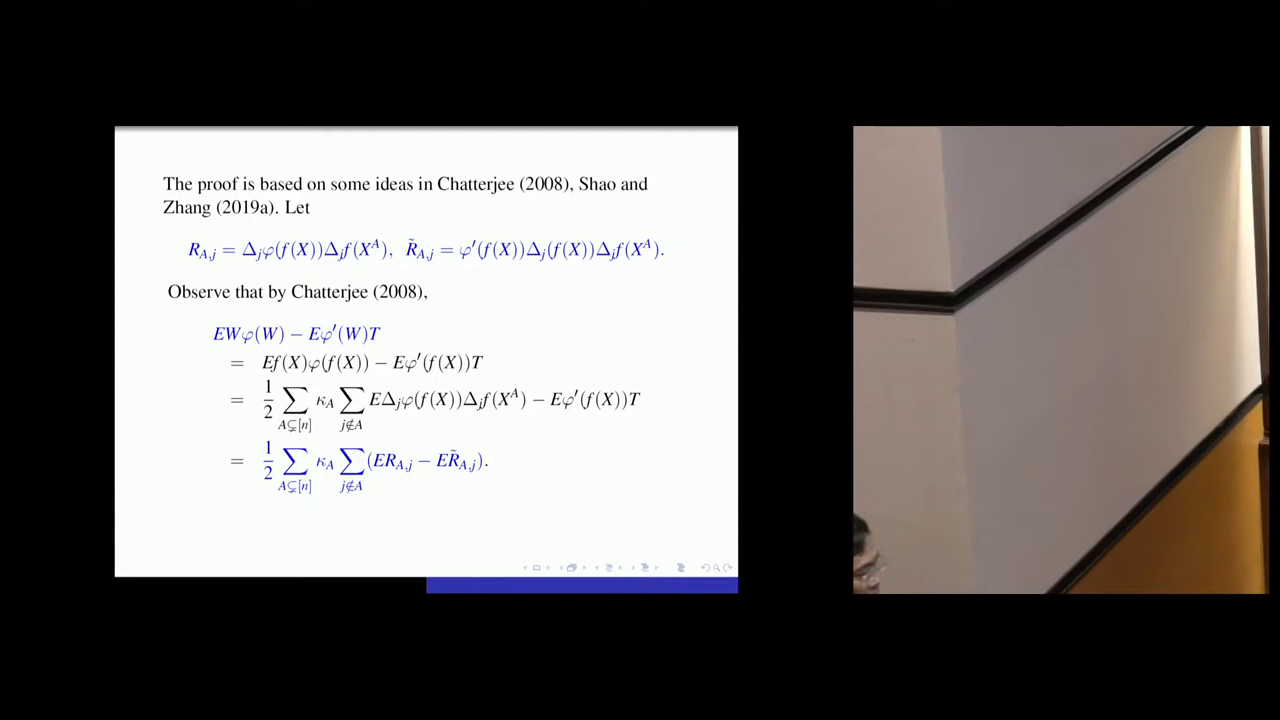 The proof is based on some ideas in Chatterjee (2008), Shao and
Zhang (2019a). Let
R_{A,j} = Δ_jφ(f(X))Δ_jf(X^A), R̃_{A,j} = φ′(f(X))Δ_j(f(X))Δ_jf(X^A).
Observe that by Chatterjee (2008),
EWφ(W) − Eφ′(W)T
= Ef(X)φ(f(X)) − Eφ′(f(X))T
= 1/2 ∑_{A⊊[n]} κ_A ∑_{j∉A} EΔ_jφ(f(X))Δ_jf(X^A) − Eφ′(f(X))T
= 1/2 ∑_{A⊊[n]} κ_A ∑_{j∉A} (ER_{A,j} − ER̃_{A,j}).